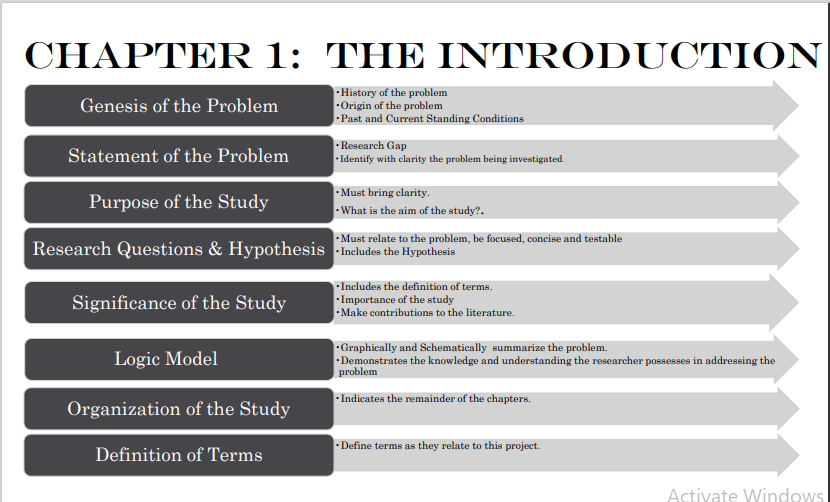 CHAPTER 1: THE INTRODUCTION
Genesis of the Problem
•History of the problem
•Origin of the problem
•Past and Current Standing Conditions
Statement of the Problem
•Research Gap
•Identify with clarity the problem being investigated.
Purpose of the Study
•Must bring clarity.
•What is the aim of the study?.
Research Questions & Hypothesis
•Must relate to the problem, be focused, concise and testable
•Includes the Hypothesis
Significance of the Study
•Includes the definition of terms.
•Importance of the study
•Make contributions to the literature.
Logic Model
•Graphically and Schematically summarize the problem.
•Demonstrates the knowledge and understanding the researcher possesses in addressing the
problem
Organization of the Study
•Indicates the remainder of the chapters.
Definition of Terms
•Define terms as they relate to this project.
Activate Windows